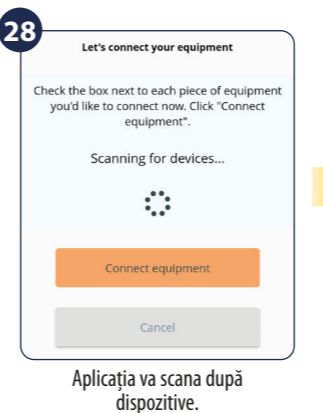 28
Let's connect your equipment
Check the box next to each piece of equipment
you'd like to connect now. Click "Connect
equipment".
Scanning for devices...
Connect equipment
Cancel
Aplicația va scana după
dispozitive.